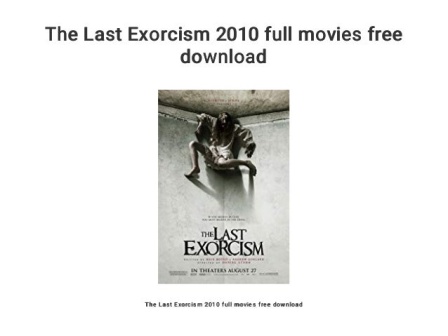 The Last Exorcism 2010 full movies free
download
THE LAST
EXORCISM
IN THEATERS AUGUST 27
The Last Exorcism 2010 full movies free download